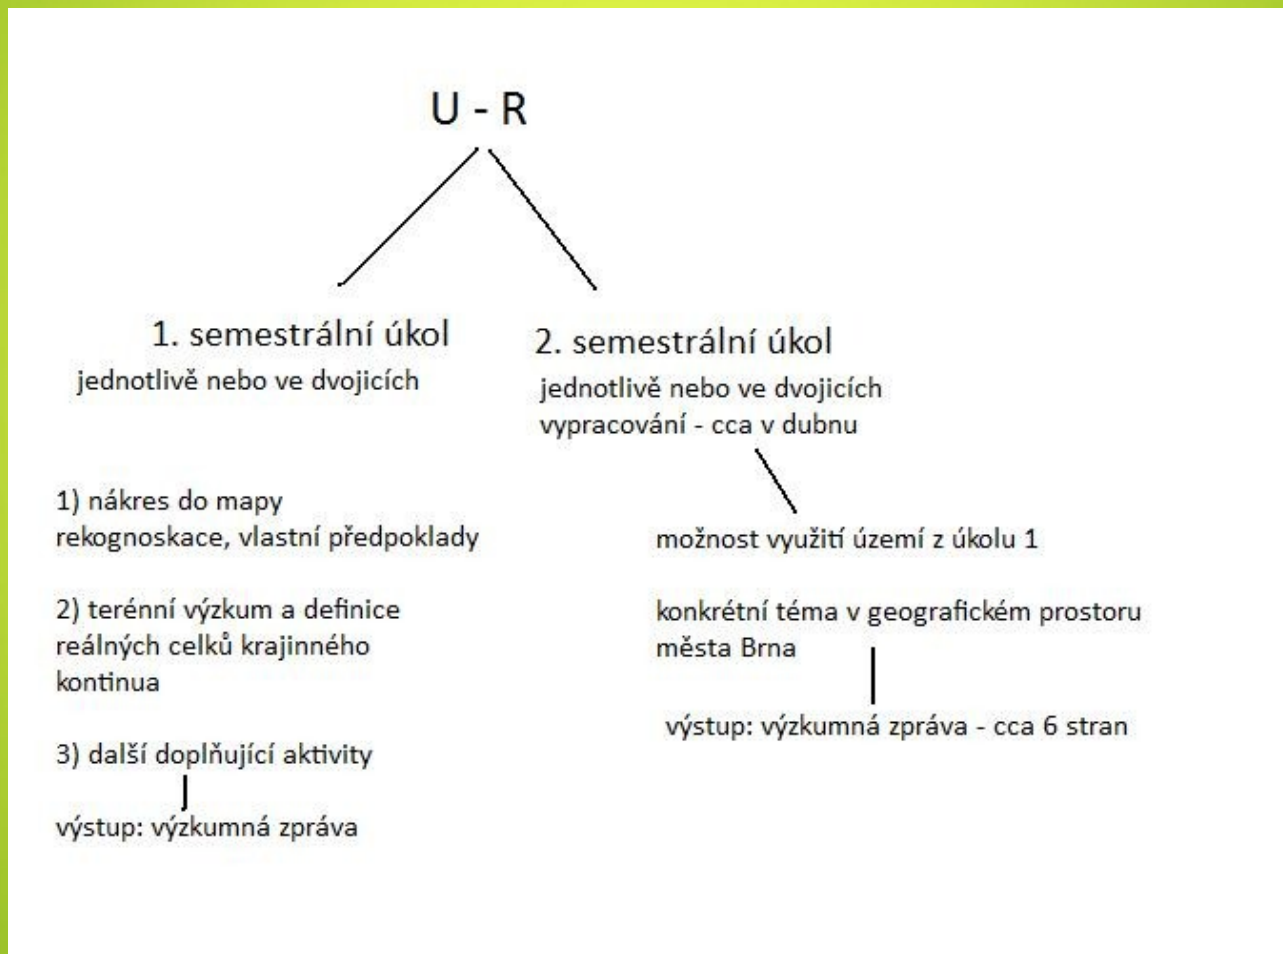 U - R
1. semestrální úkol
jednotlivě nebo ve dvojicích
1) nákres do mapy
rekognoskace, vlastní předpoklady
2) terénní výzkum a definice
reálných celků krajinného
kontinua
3) další doplňující aktivity
výstup: výzkumná zpráva
2. semestrální úkol
jednotlivě nebo ve dvojicích
vypracování - cca v dubnu
možnost využití území z úkolu 1
konkrétní téma v geografickém prostoru
města Brna
výstup: výzkumná zpráva - cca 6 stran